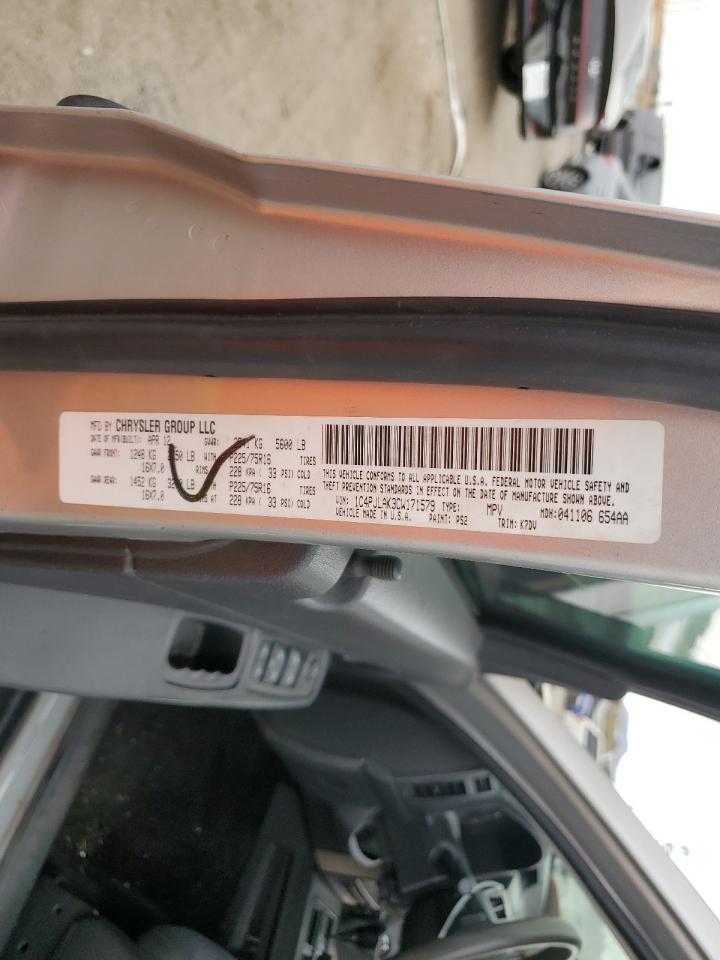 MFD BY CHRYSLER GROUP LLC
DATE OF MFR(BUILT): APR 12 GVWR: KG 5600 LB
GAWR FRONT: 1248 KG LB WITH P225/75R16 TIRES
16X7.0 RIMS 228 KPA ( 33 PSI) COLD
GAWR REAR: 1452 KG LB P225/75R16 TIRES
16X7.0 228 KPA ( 33 PSI) COLD
THIS VEHICLE CONFORMS TO ALL APPLICABLE U.S.A. FEDERAL MOTOR VEHICLE SAFETY AND
THEFT PREVENTION STANDARDS IN EFFECT ON THE DATE OF MANUFACTURE SHOWN ABOVE.
VIN: 1C4PJLAK3CW171579 TYPE: MPV MDH: 041106 654AA
VEHICLE MADE IN U.S.A. PAINT: PS2 TRIM: K7DV